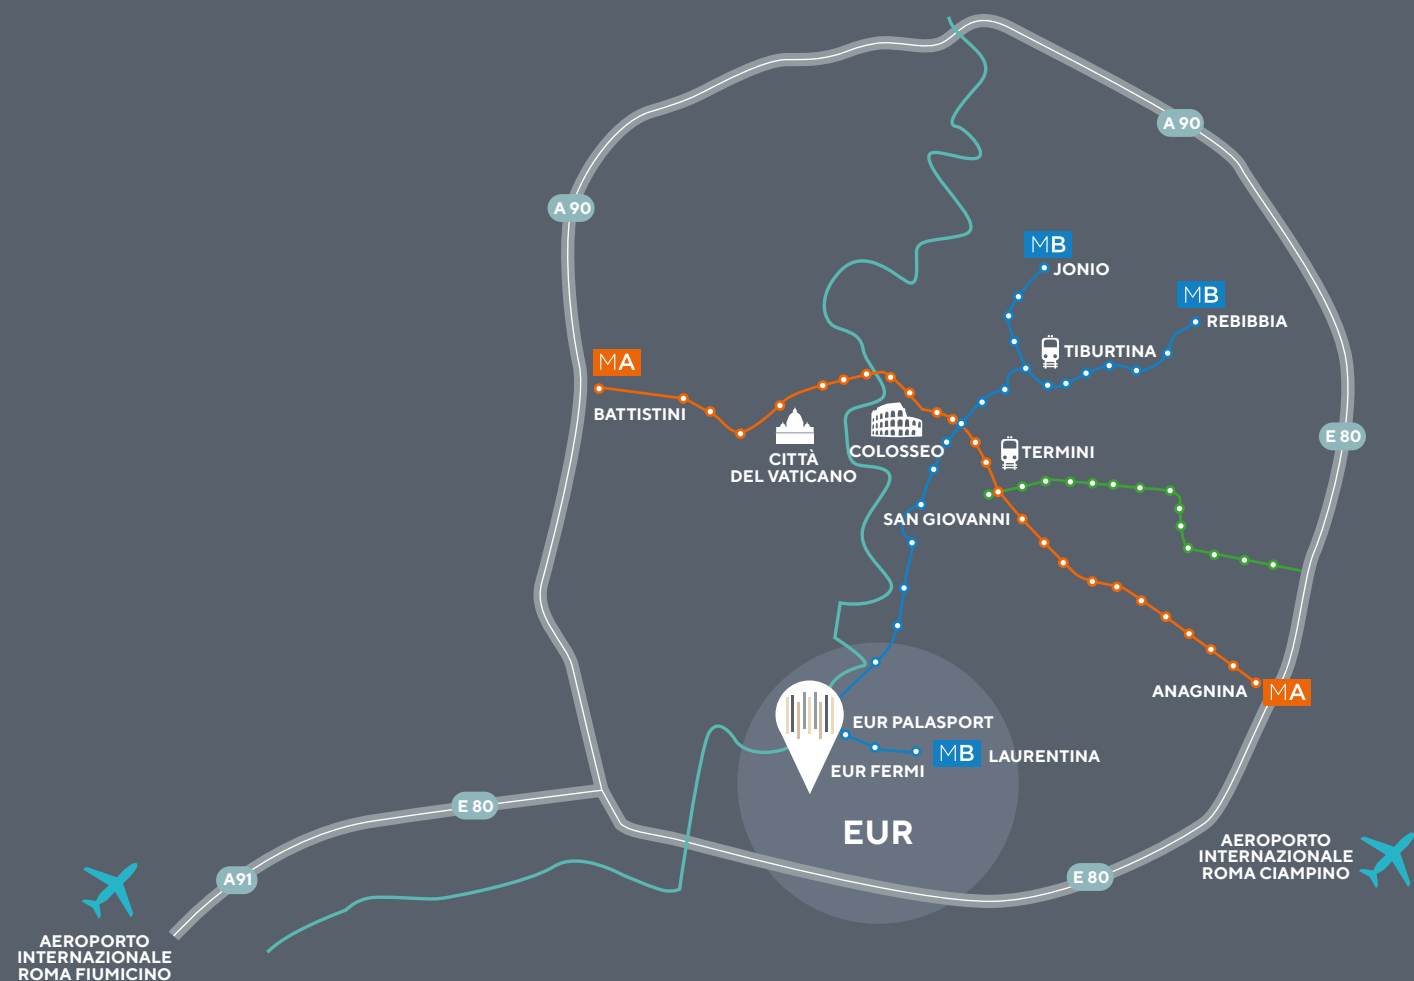 A 90
A 90
MB
JONIO
MB
REBIBBIA
TIBURTINA
MA
BATTISTINI
E 80
COLOSSEO
TERMINI
CITTÀ
DEL VATICANO
SAN GIOVANNI
ANAGNINA
MA
EUR PALASPORT
MB
LAURENTINA
EUR FERMI
E 80
EUR
AEROPORTO
INTERNAZIONALE
ROMA CIAMPINO
A91
E 80
AEROPORTO
INTERNAZIONALE
ROMA FIUMICINO